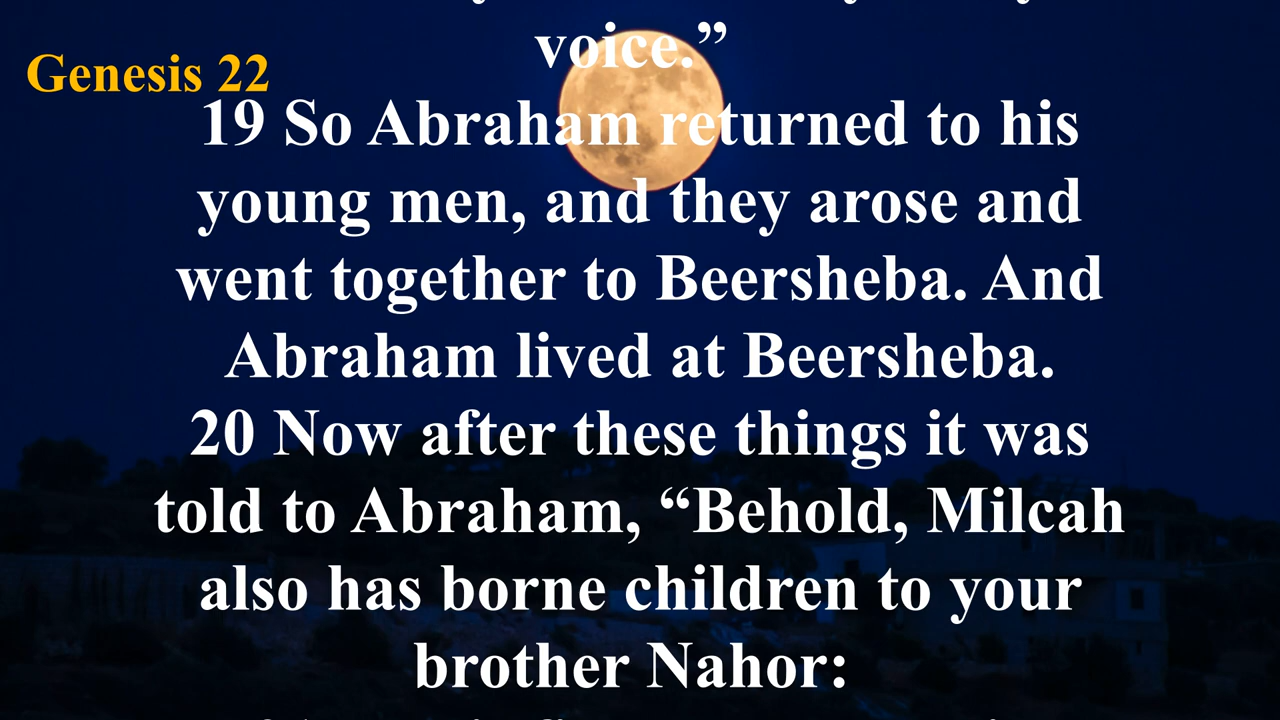 voice.”
Genesis 22
19 So Abraham returned to his
young men, and they arose and
went together to Beersheba. And
Abraham lived at Beersheba.
20 Now after these things it was
told to Abraham, “Behold, Milcah
also has borne children to your
brother Nahor: